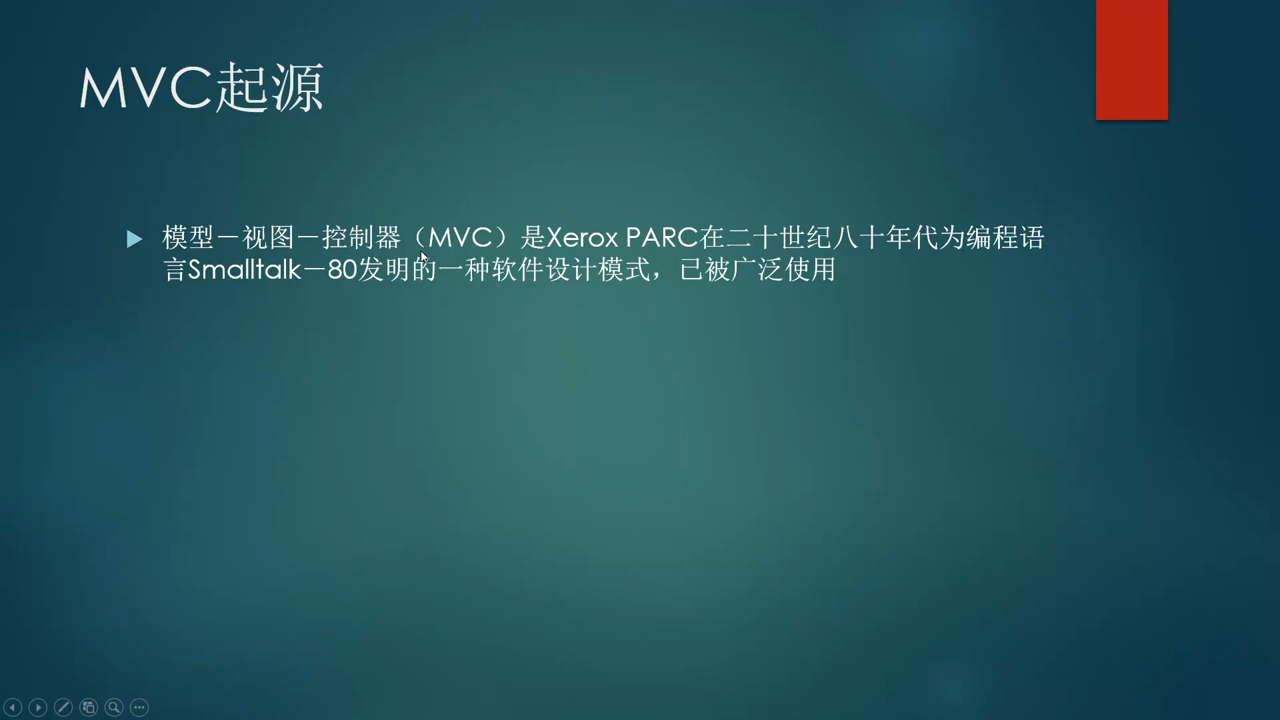 MVC起源
模型－视图－控制器（MVC）是Xerox PARC在二十世纪八十年代为编程语
言Smalltalk－80发明的一种软件设计模式，已被广泛使用